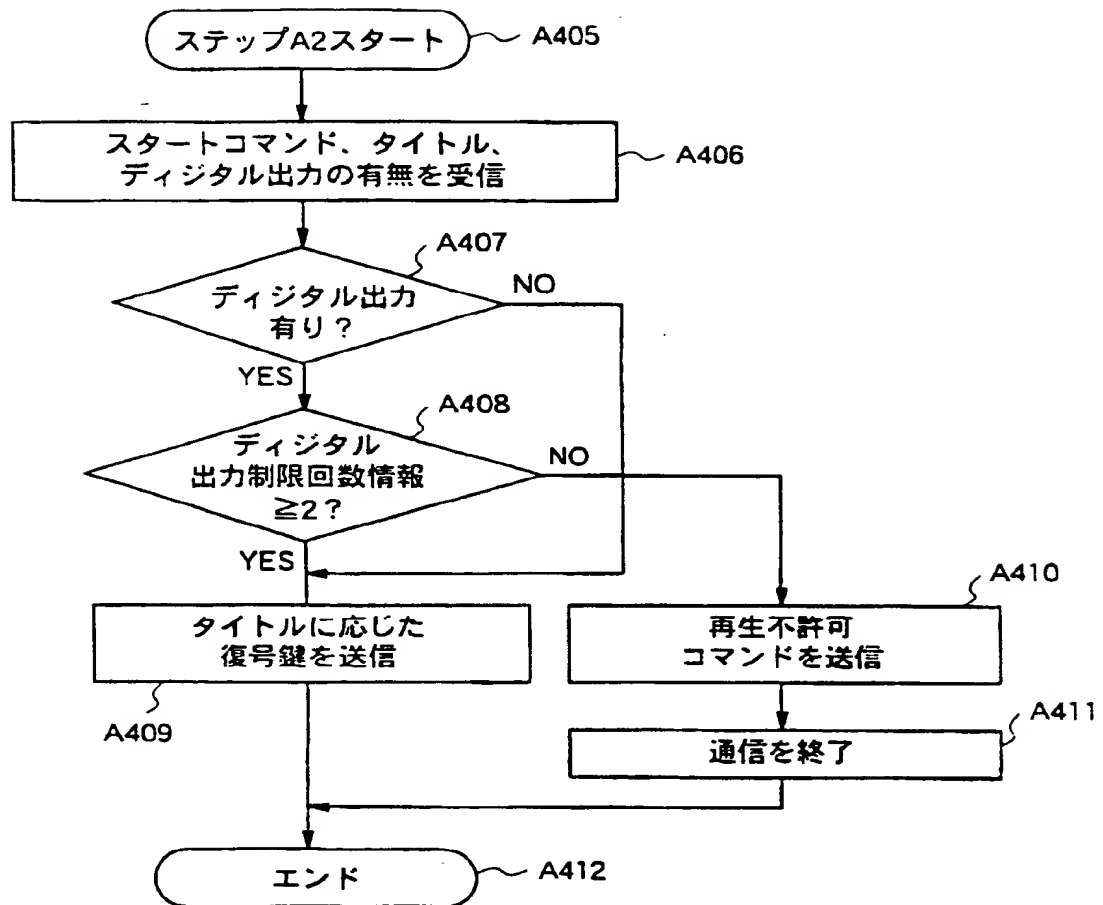 ステップA2スタート
A405
スタートコマンド、タイトル、
ディジタル出力の有無を受信
A406
A407
ディジタル出力
有り?
NO
YES
A408
ディジタル
出力制限回数情報
≧2?
NO
YES
タイトルに応じた
復号鍵を送信
A409
A410
再生不許可
コマンドを送信
A411
通信を終了
エンド
A412